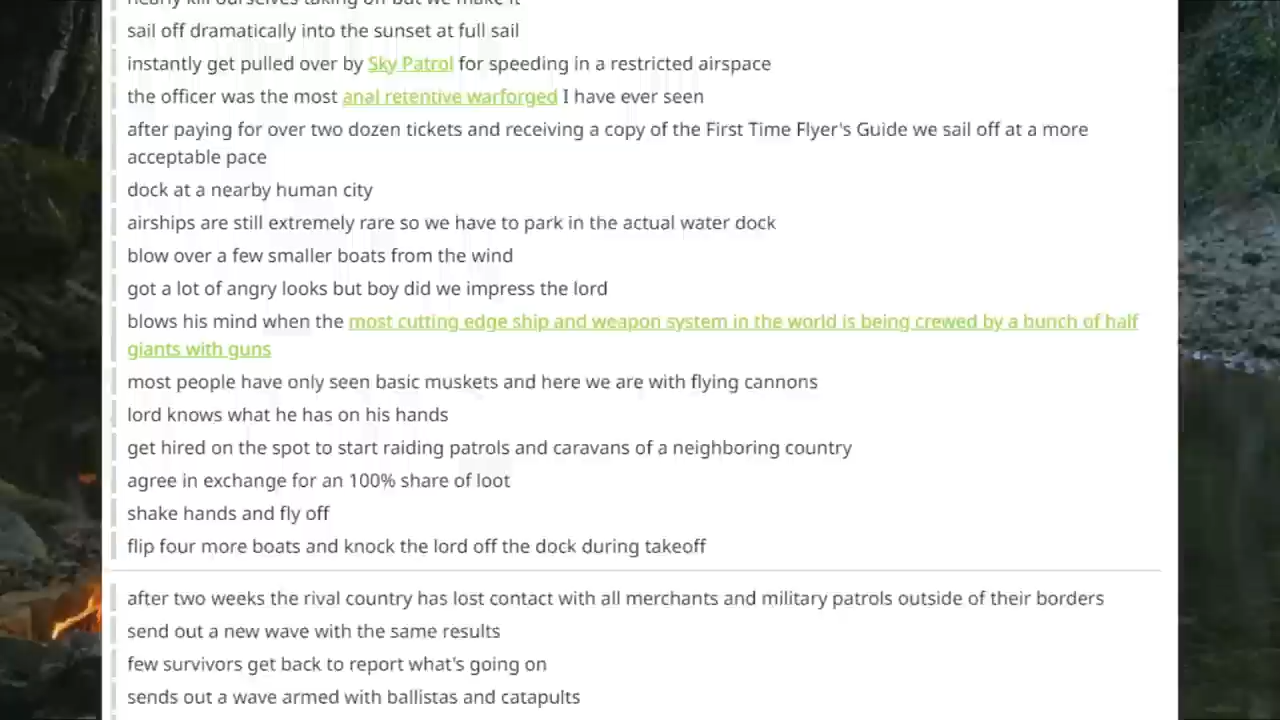 nearly kill ourselves taking off but we make it
sail off dramatically into the sunset at full sail
instantly get pulled over by Sky Patrol for speeding in a restricted airspace
the officer was the most anal retentive warforged I have ever seen
after paying for over two dozen tickets and receiving a copy of the First Time Flyer's Guide we sail off at a more
acceptable pace
dock at a nearby human city
airships are still extremely rare so we have to park in the actual water dock
blow over a few smaller boats from the wind
got a lot of angry looks but boy did we impress the lord
blows his mind when the most cutting edge ship and weapon system in the world is being crewed by a bunch of half
giants with guns
most people have only seen basic muskets and here we are with flying cannons
lord knows what he has on his hands
get hired on the spot to start raiding patrols and caravans of a neighboring country
agree in exchange for an 100% share of loot
shake hands and fly off
flip four more boats and knock the lord off the dock during takeoff
after two weeks the rival country has lost contact with all merchants and military patrols outside of their borders
send out a new wave with the same results
few survivors get back to report what's going on
sends out a wave armed with ballistas and catapults